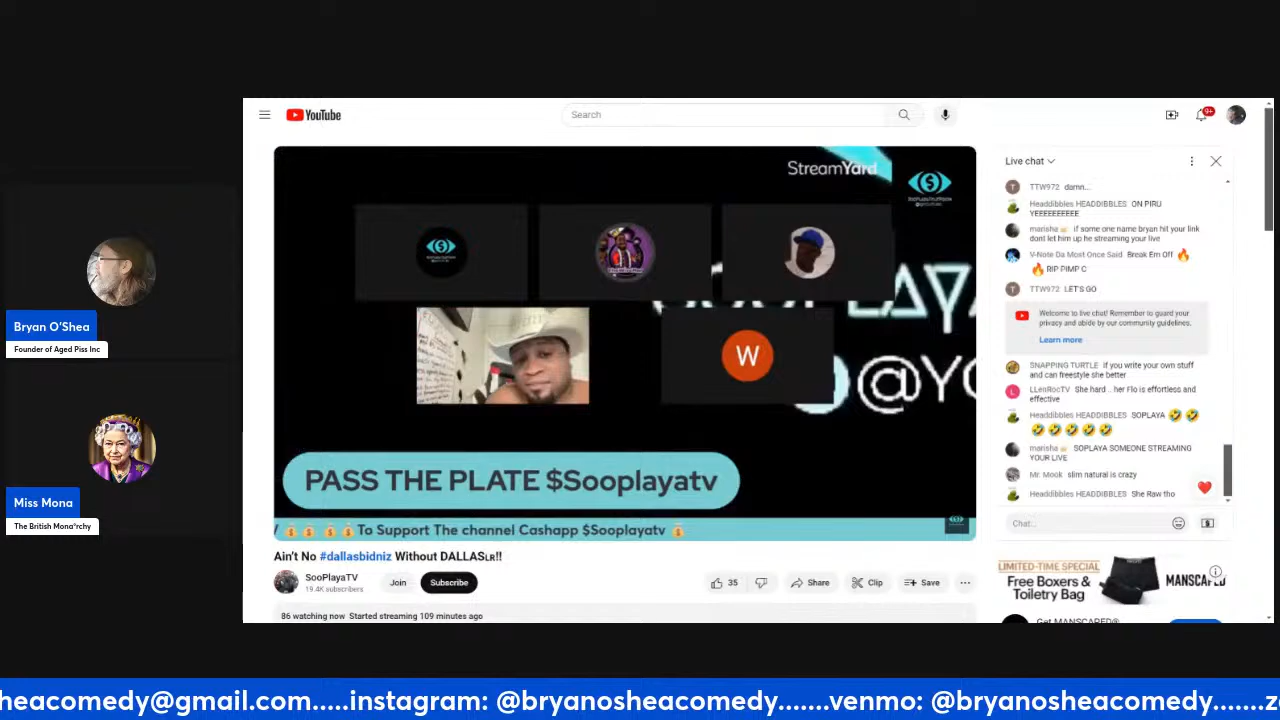 Bryan O'Shea
Founder of Aged Piss Inc
Miss Mona
The British Mona*rchy
YouTube
Search
9+
StreamYard
W
@YO
PASS THE PLATE $Sooplayatv
To Support The channel Cashapp $Sooplayatv
Ain't No #dallasbidniz Without DALLASLR!!
SooPlayaTV
19.4K subscribers
Join
Subscribe
35
Share
Clip
Save
86 watching now Started streaming 109 minutes ago
Live chat
TTW972 damn...
Headdibbles HEADDIBBLES ON PIRU
YEEEEEEEEEE
marisha if some one name bryan hit your link
dont let him up he streaming your live
V-Note Da Most Once Said Break Em Off 🔥
🔥 RIP PIMP C
TTW972 LET'S GO
Welcome to live chat! Remember to guard your
privacy and abide by our community guidelines.
Learn more
SNAPPING TURTLE If you write your own stuff
and can freestyle she better
LLenRocTV She hard .. her Flo is effortless and
effective
Headdibbles HEADDIBBLES SOPLAYA 🤣 🤣
🤣 🤣 🤣 🤣 🤣
marisha SOPLAYA SOMEONE STREAMING
YOUR LIVE
Mr. Mook slim natural is crazy
Headdibbles HEADDIBBLES She Raw tho
Chat...
LIMITED-TIME SPECIAL
Free Boxers &
Toiletry Bag
MANSCAPED
Get MANSCAPED®
heacomedy@gmail.com.....instagram: @bryanosheacomedy.......venmo: @bryanosheacomedy.......z